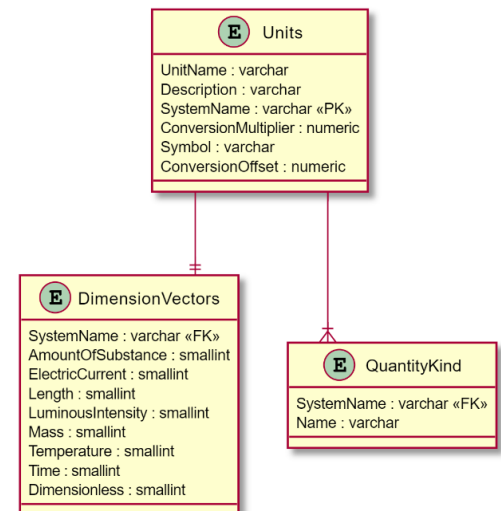 E Units
UnitName : varchar
Description : varchar
SystemName : varchar «PK»
ConversionMultiplier : numeric
Symbol : varchar
ConversionOffset : numeric
E DimensionVectors
SystemName : varchar «FK»
AmountOfSubstance : smallint
ElectricCurrent : smallint
Length : smallint
LuminousIntensity : smallint
Mass : smallint
Temperature : smallint
Time : smallint
Dimensionless : smallint
E QuantityKind
SystemName : varchar «FK»
Name : varchar